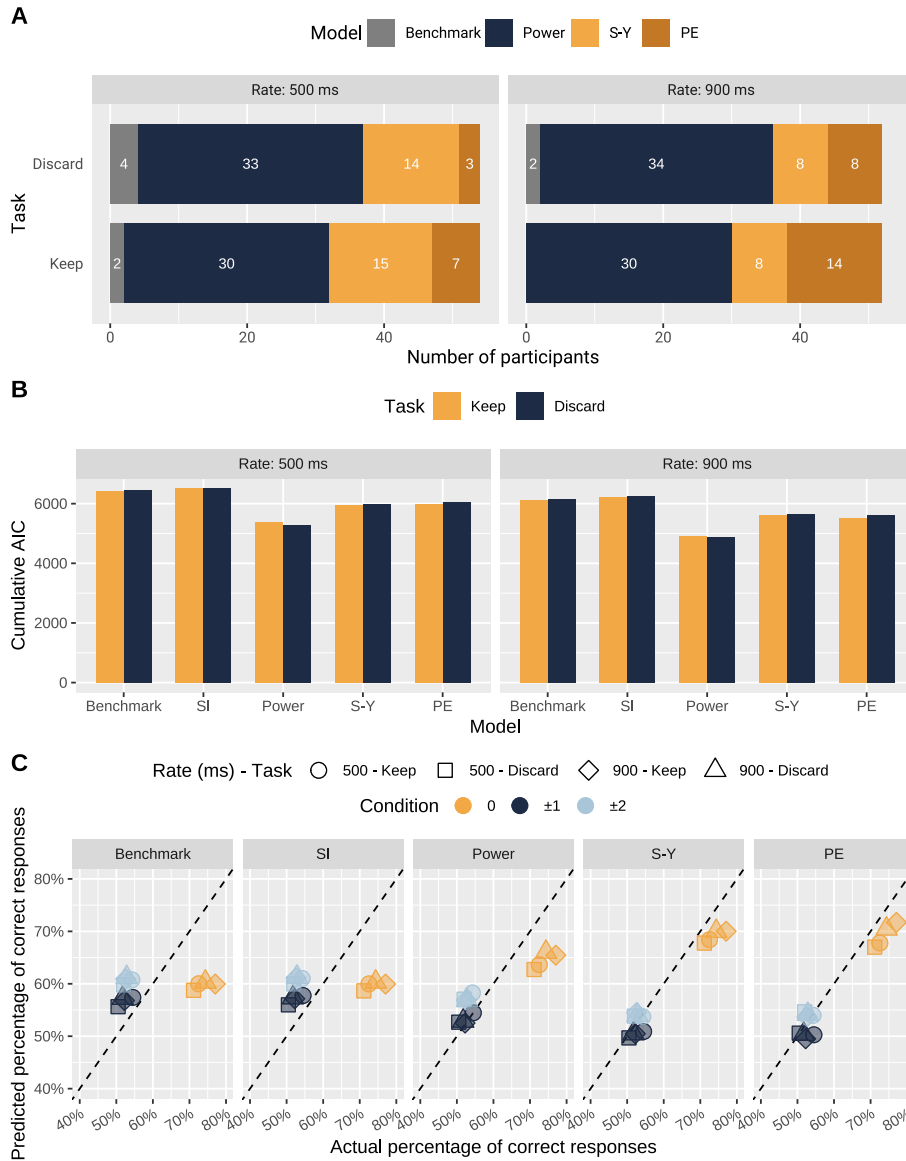 A
Model Benchmark Power S-Y PE
Rate: 500 ms Rate: 900 ms
Discard 4 33 14 3 2 34 8 8
Task
Keep 2 30 15 7 30 8 14
0 20 40 0 20 40
Number of participants
B
Task Keep Discard
Rate: 500 ms Rate: 900 ms
Cumulative AIC
6000
4000
2000
0
Benchmark SI Power S-Y PE Benchmark SI Power S-Y PE
Model
C
Rate (ms) - Task 500 - Keep 500 - Discard 900 - Keep 900 - Discard
Condition 0 ±1 ±2
Predicted percentage of correct responses
Benchmark SI Power S-Y PE
80%
70%
60%
50%
40%
40% 50% 60% 70% 80% 40% 50% 60% 70% 80% 40% 50% 60% 70% 80% 40% 50% 60% 70% 80% 40% 50% 60% 70% 80%
Actual percentage of correct responses